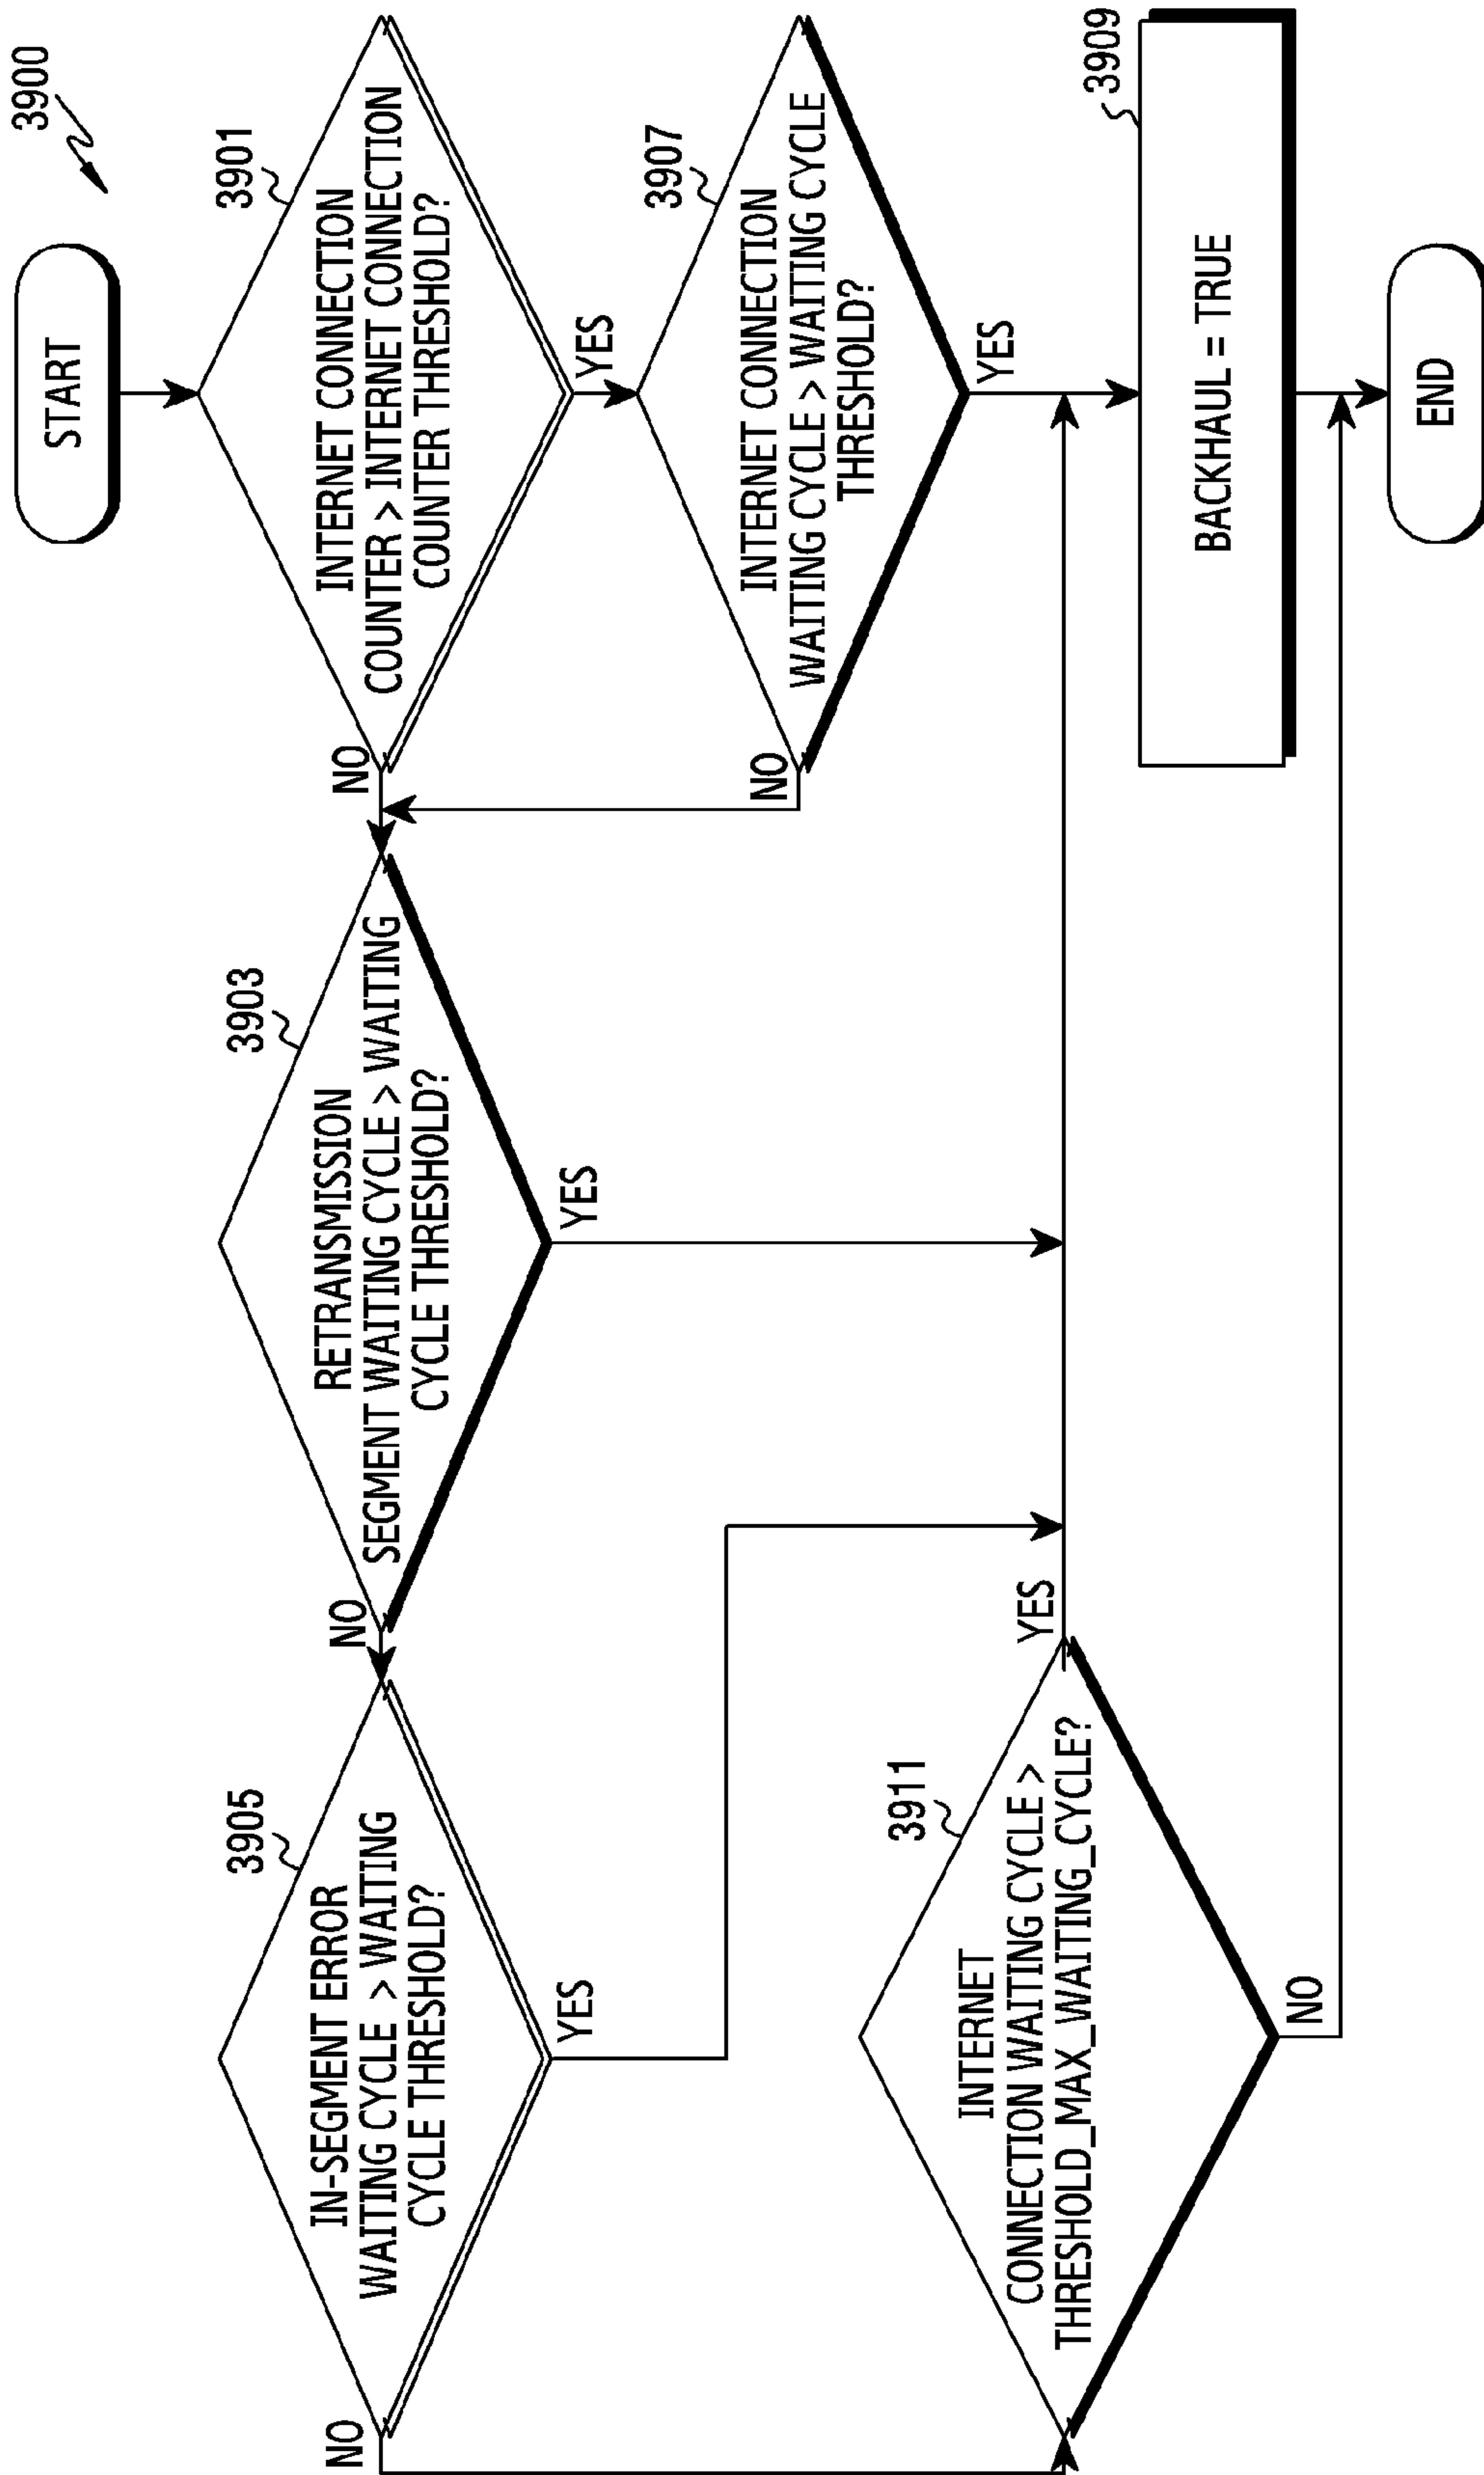 3900
START
3901
INTERNET CONNECTION
COUNTER > INTERNET CONNECTION
COUNTER THRESHOLD?
NO
YES
3903
RETRANSMISSION
SEGMENT WAITING CYCLE > WAITING
CYCLE THRESHOLD?
NO
YES
3905
IN-SEGMENT ERROR
WAITING CYCLE > WAITING
CYCLE THRESHOLD?
NO
YES
3907
INTERNET CONNECTION
WAITING CYCLE > WAITING CYCLE
THRESHOLD?
NO
YES
3911
INTERNET
CONNECTION WAITING CYCLE >
THRESHOLD_MAX_WAITING_CYCLE?
YES
NO
3909
BACKHAUL = TRUE
END